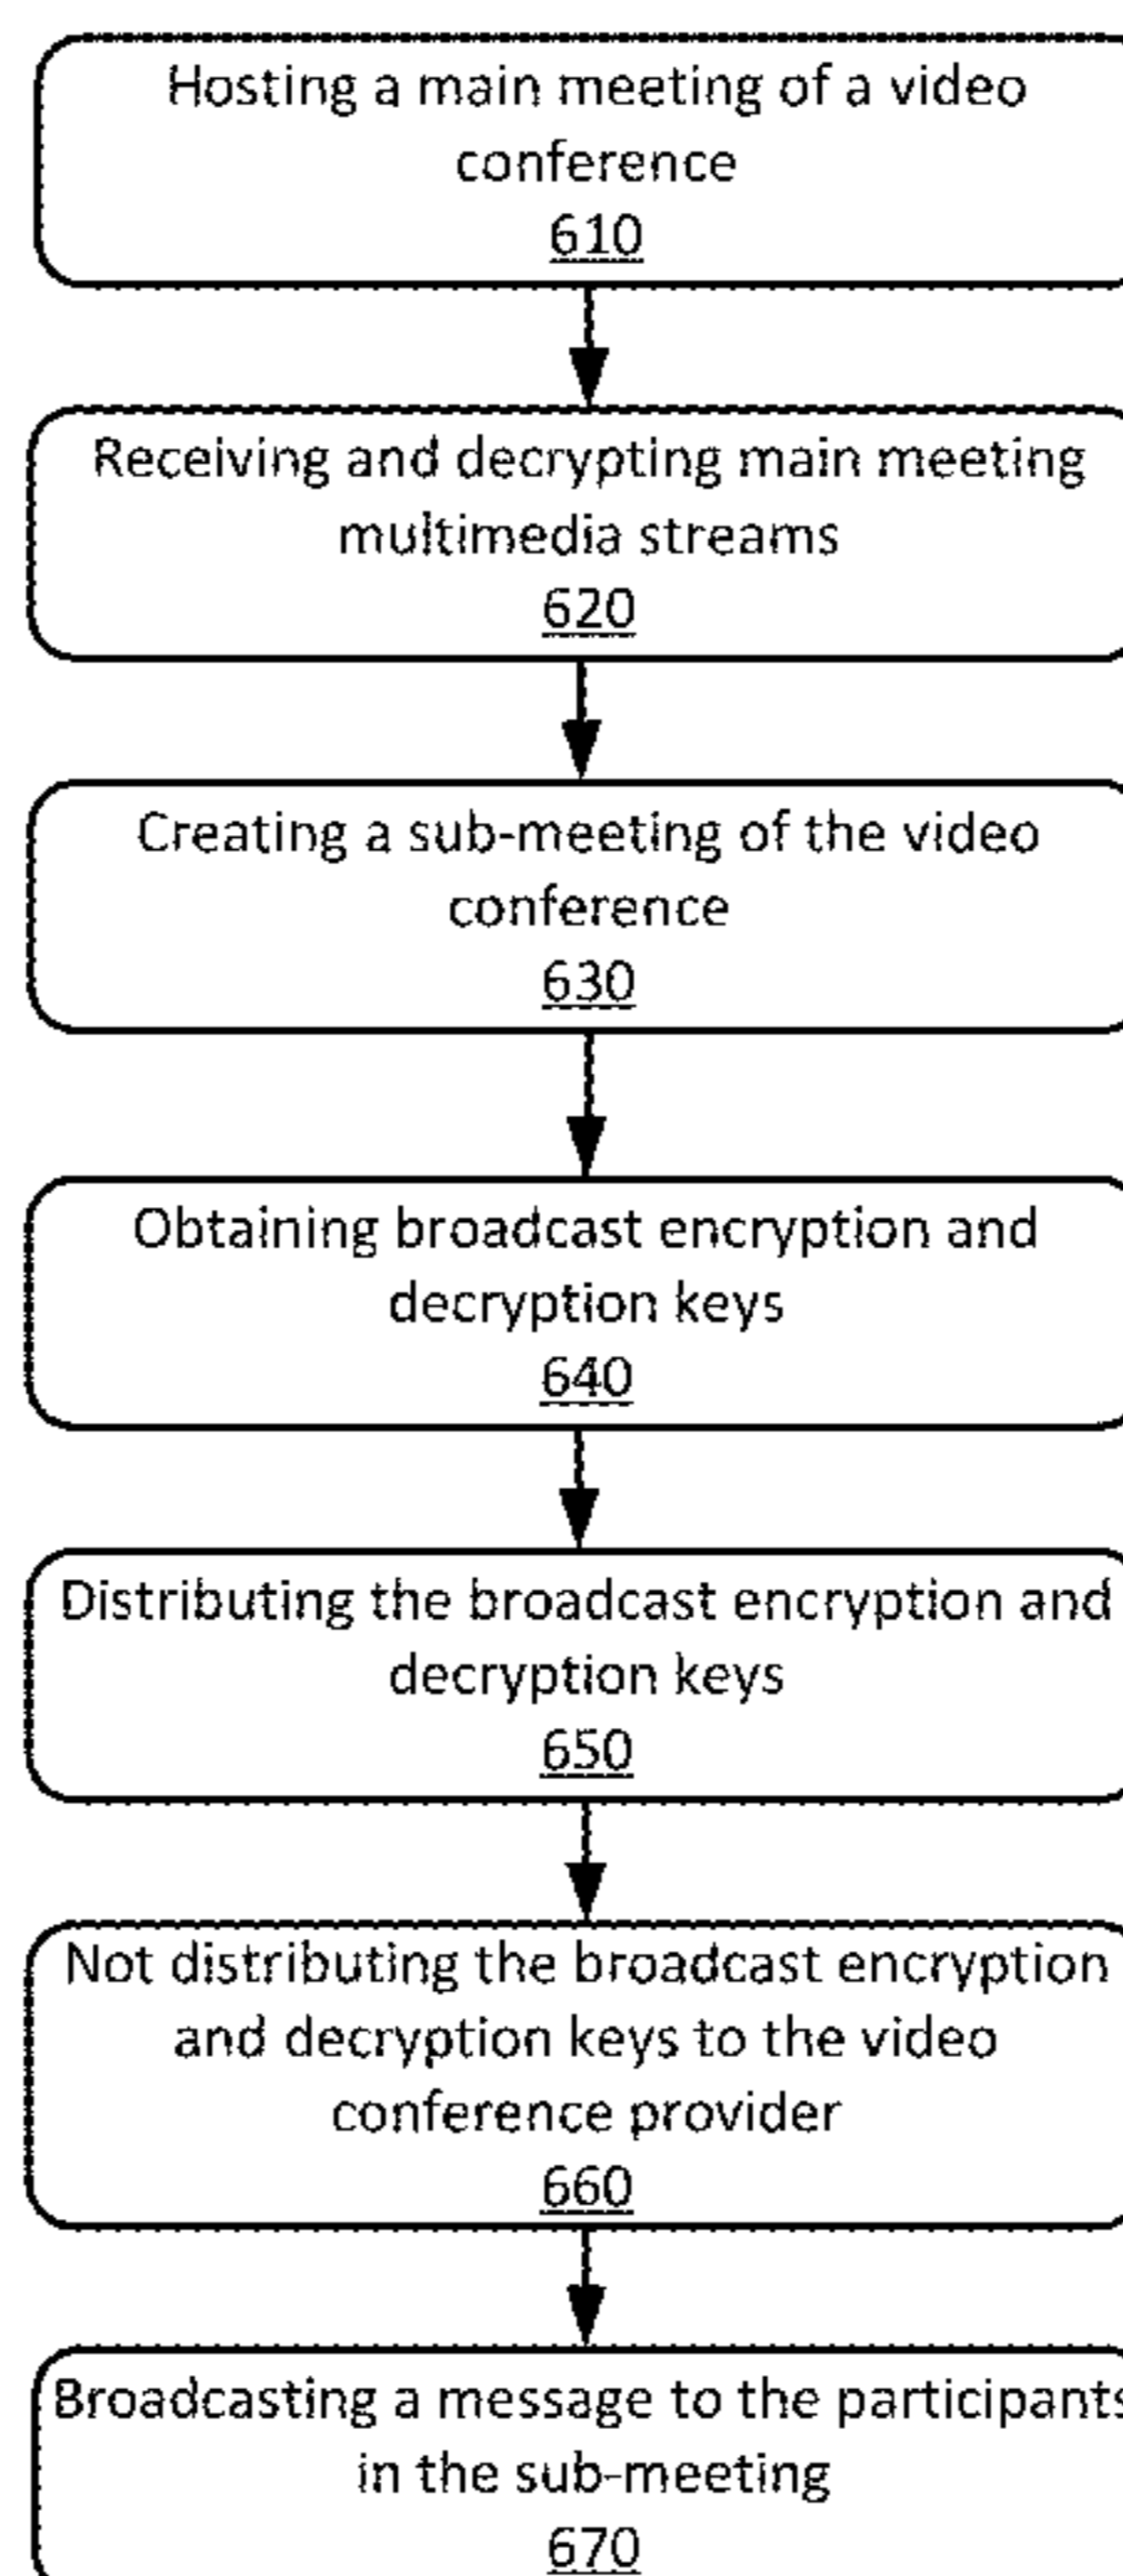 Hosting a main meeting of a video
conference
610
Receiving and decrypting main meeting
multimedia streams
620
Creating a sub-meeting of the video
conference
630
Obtaining broadcast encryption and
decryption keys
640
Distributing the broadcast encryption and
decryption keys
650
Not distributing the broadcast encryption
and decryption keys to the video
conference provider
660
Broadcasting a message to the participants
in the sub-meeting
670